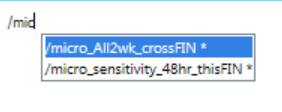 /mic
/micro_All2wk_crossFIN *
/micro_sensitivity_48hr_thisFIN *